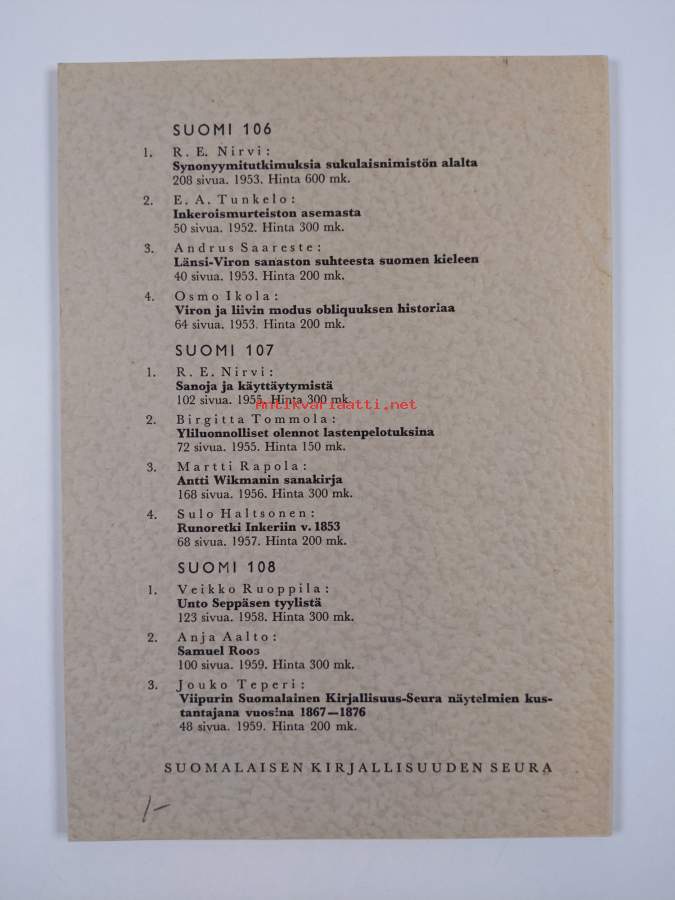 SUOMI 106
1. R. E. Nirvi:
Synonyymitutkimuksia sukulaisnimistön alalta
208 sivua. 1953. Hinta 600 mk.
2. E. A. Tunkelo:
Inkeroismurteiston asemasta
50 sivua. 1952. Hinta 300 mk.
3. Andrus Saareste:
Länsi-Viron sanaston suhteesta suomen kieleen
40 sivua. 1953. Hinta 200 mk.
4. Osmo Ikola:
Viron ja liivin modus obliquuksen historiaa
64 sivua. 1953. Hinta 200 mk.
SUOMI 107
1. R. E. Nirvi:
Sanoja ja käyttäytymistä
102 sivua. 1955. Hinta 300 mk.
Antikvariaatti.net
2. Birgitta Tommola:
Yliluonnolliset olennot lastenpelotuksina
72 sivua. 1955. Hinta 150 mk.
3. Martti Rapola:
Antti Wikmanin sanakirja
168 sivua. 1956. Hinta 300 mk.
4. Sulo Haltsonen:
Runoretki Inkeriin v. 1853
68 sivua. 1957. Hinta 200 mk.
SUOMI 108
1. Veikko Ruoppila:
Unto Seppäsen tyylistä
123 sivua. 1958. Hinta 300 mk.
2. Anja Aalto:
Samuel Roos
100 sivua. 1959. Hinta 300 mk.
3. Jouko Teperi:
Viipurin Suomalainen Kirjallisuus-Seura näytelmien kus-
tantajana vuosina 1867—1876
48 sivua. 1959. Hinta 200 mk.
SUOMALAISEN KIRJALLISUUDEN SEURA
1-